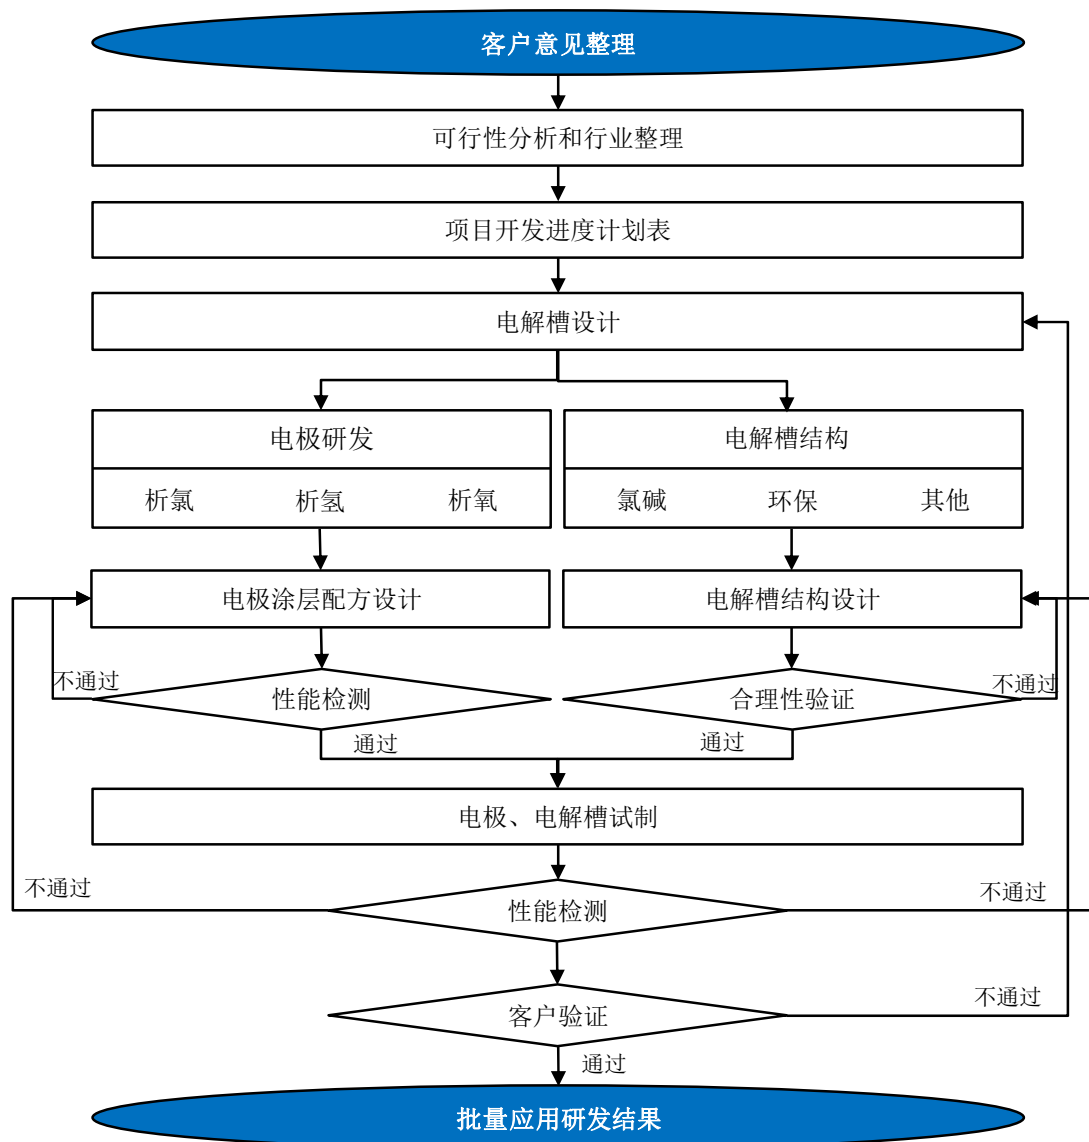 客户意见整理
可行性分析和行业整理
项目开发进度计划表
电解槽设计
电极研发
电解槽结构
析氯 析氢 析氧
氯碱 环保 其他
电极涂层配方设计
电解槽结构设计
不通过
性能检测
合理性验证
不通过
通过
通过
电极、电解槽试制
不通过
性能检测
不通过
客户验证
不通过
通过
批量应用研发结果